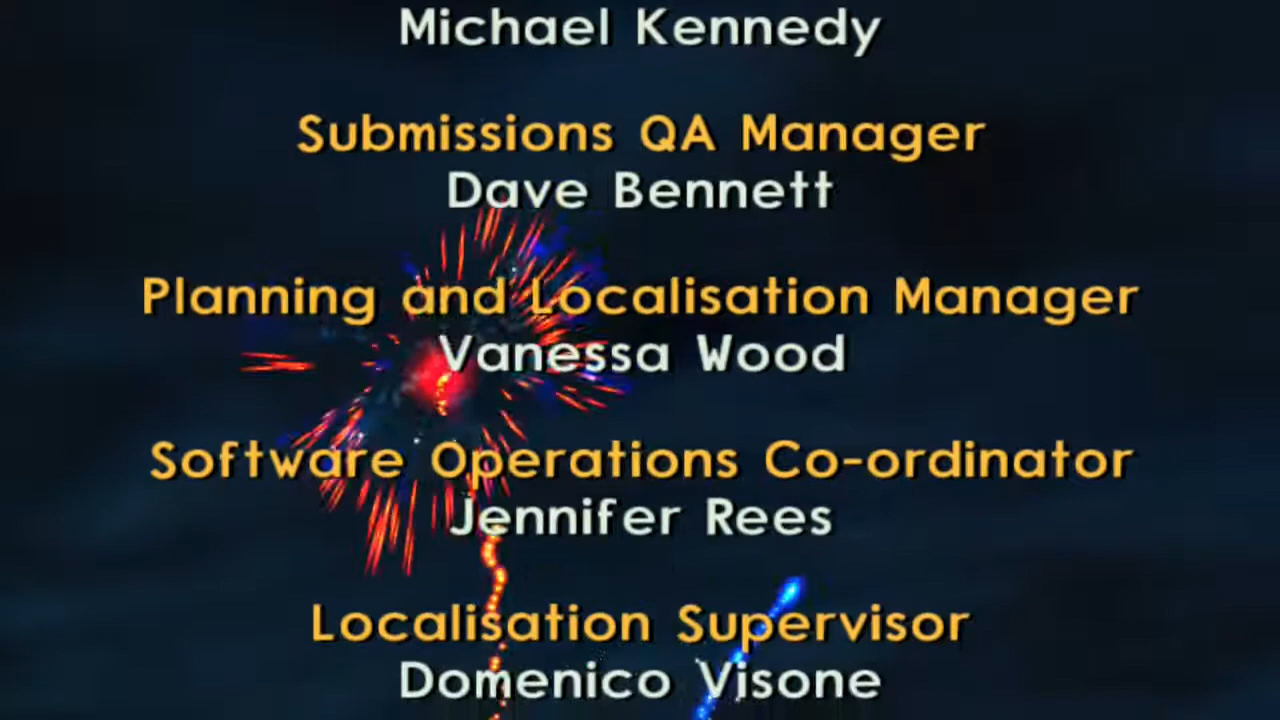 Michael Kennedy
Submissions QA Manager
Dave Bennett
Planning and Localisation Manager
Vanessa Wood
Software Operations Co-ordinator
Jennifer Rees
Localisation Supervisor
Domenico Visone